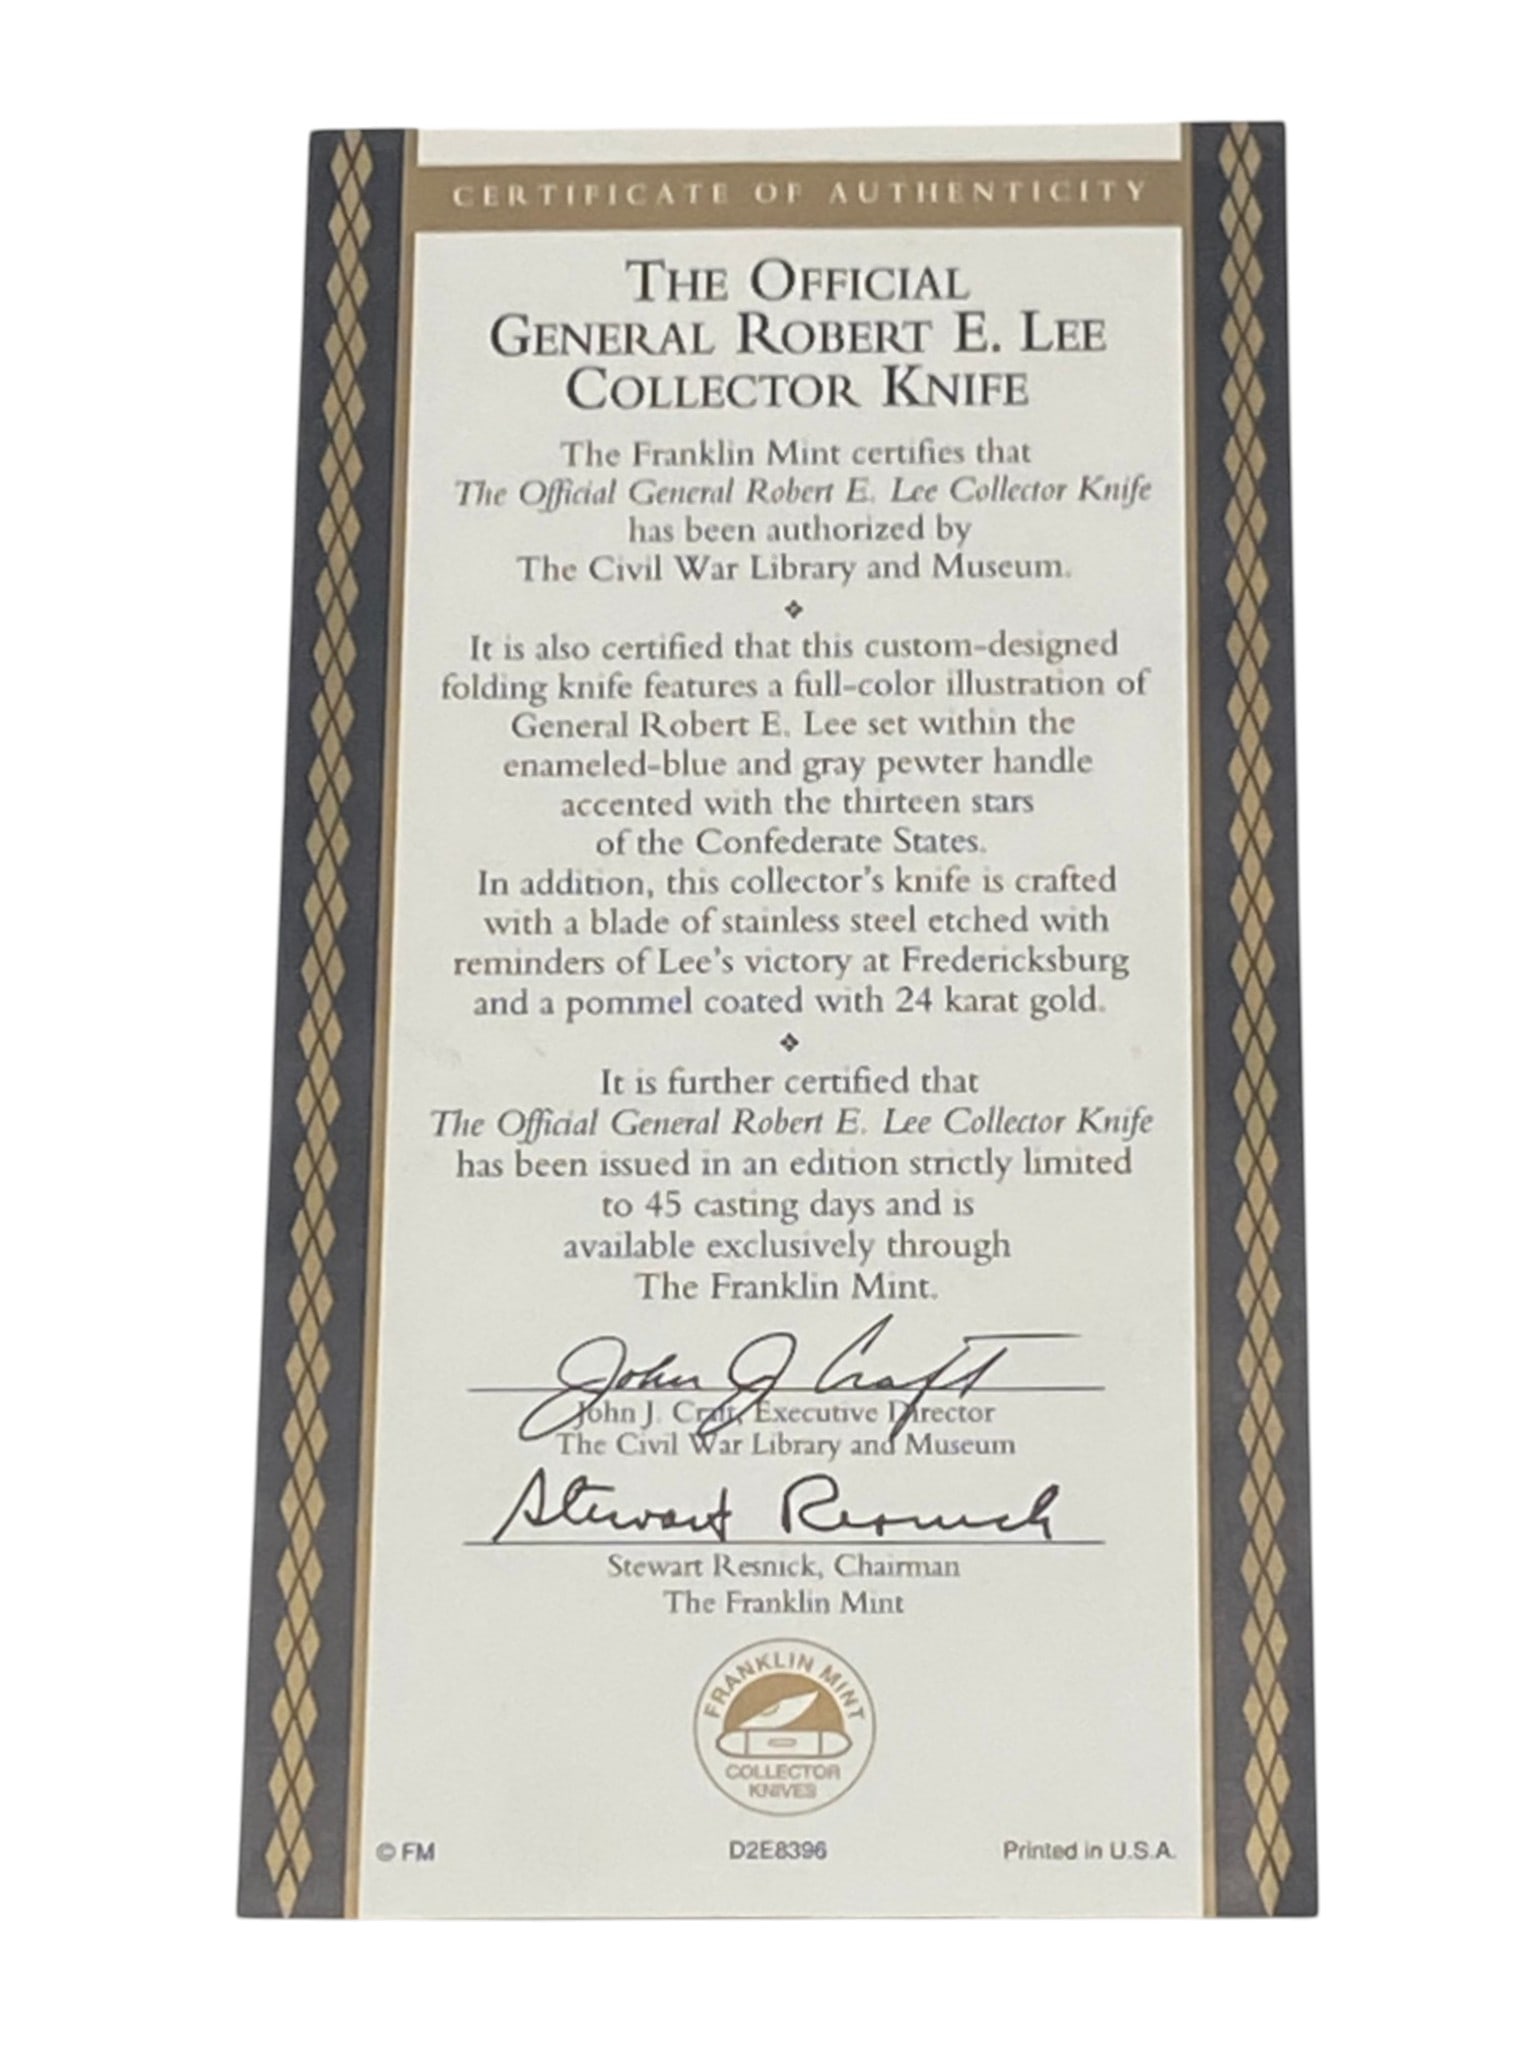 CERTIFICATE OF AUTHENTICITY
THE OFFICIAL
GENERAL ROBERT E. LEE
COLLECTOR KNIFE
The Franklin Mint certifies that
The Official General Robert E. Lee Collector Knife
has been authorized by
The Civil War Library and Museum.
❖
It is also certified that this custom-designed
folding knife features a full-color illustration of
General Robert E. Lee set within the
enameled-blue and gray pewter handle
accented with the thirteen stars
of the Confederate States.
In addition, this collector's knife is crafted
with a blade of stainless steel etched with
reminders of Lee's victory at Fredericksburg
and a pommel coated with 24 karat gold.
❖
It is further certified that
The Official General Robert E. Lee Collector Knife
has been issued in an edition strictly limited
to 45 casting days and is
available exclusively through
The Franklin Mint.
John J Craft
John J. Craft, Executive Director
The Civil War Library and Museum
Stewart Resnick
Stewart Resnick, Chairman
The Franklin Mint
FRANKLIN MINT
COLLECTOR
KNIVES
© FM D2E8396 Printed in U.S.A.